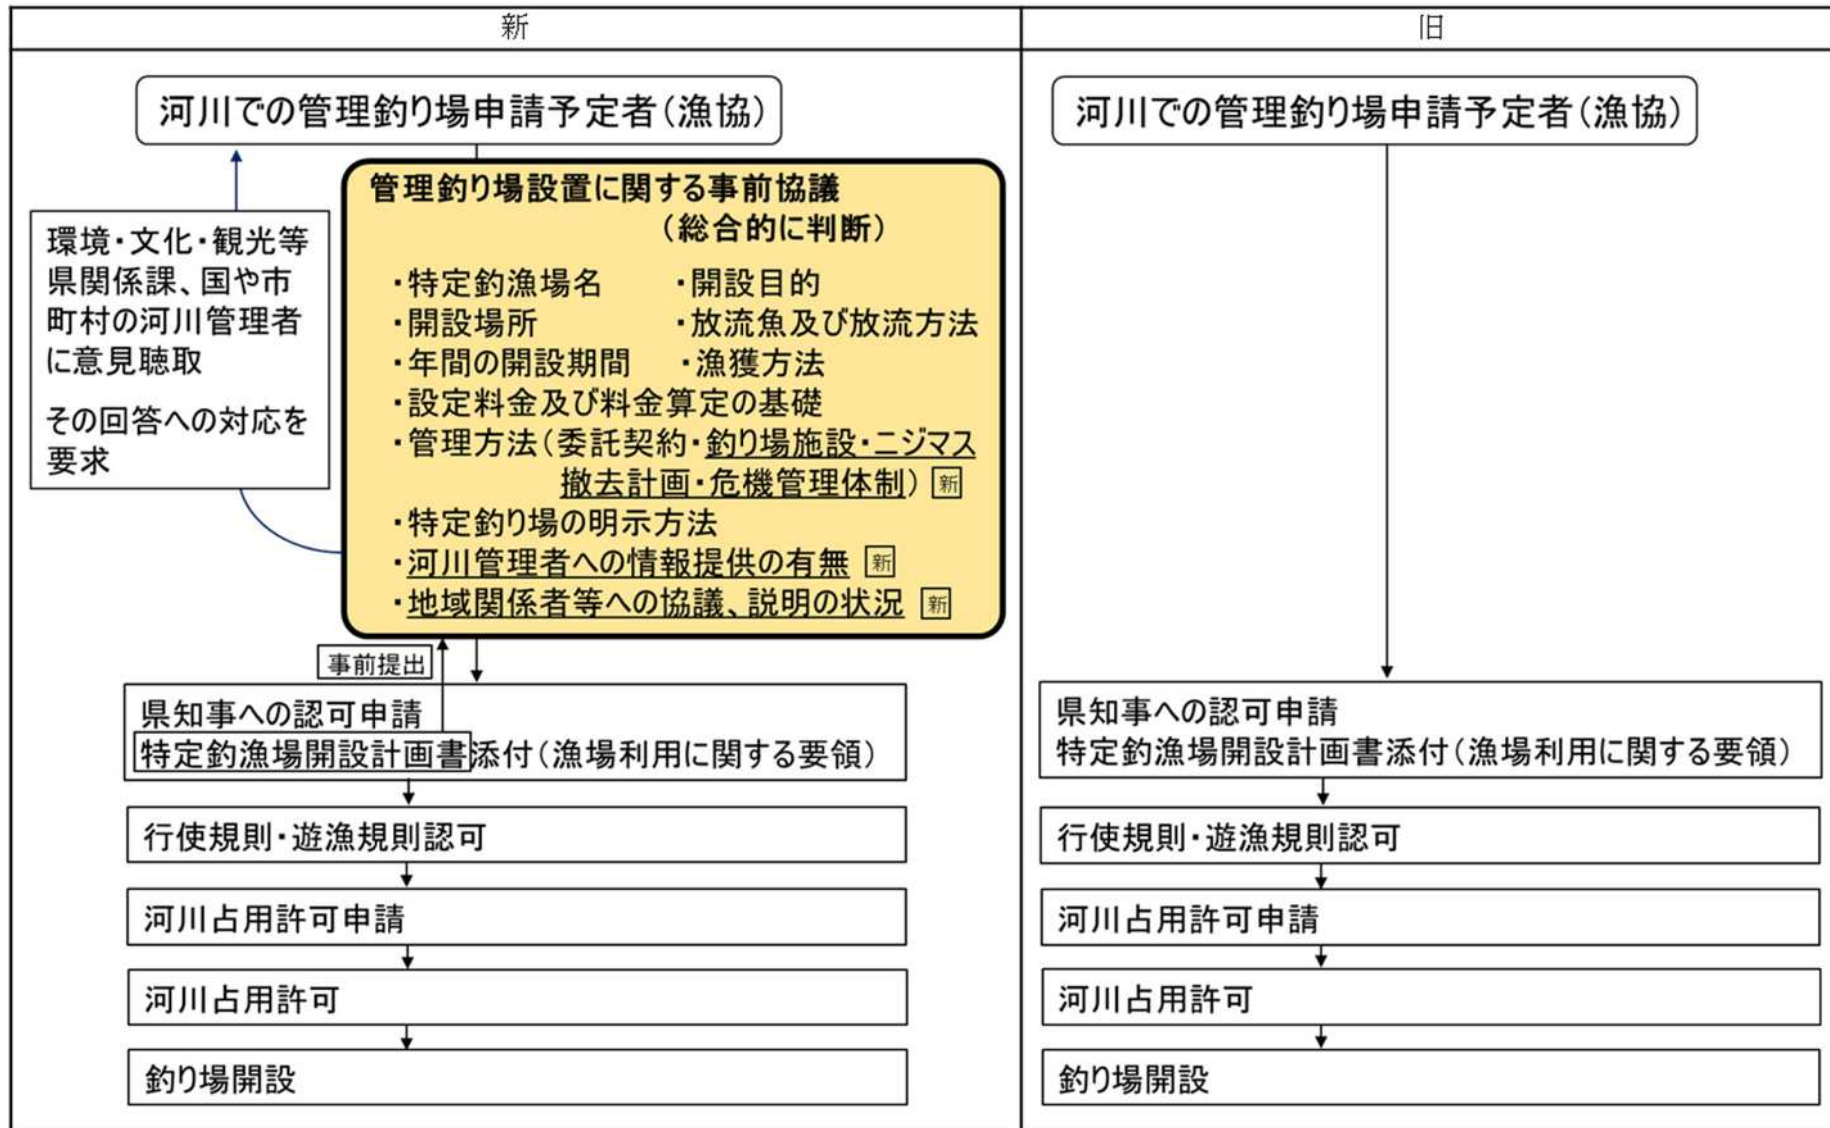 新
旧
河川での管理釣り場申請予定者(漁協)
管理釣り場設置に関する事前協議
(総合的に判断)
・特定釣漁場名 ・開設目的
・開設場所 ・放流魚及び放流方法
・年間の開設期間 ・漁獲方法
・設定料金及び料金算定の基礎
・管理方法(委託契約・釣り場施設・ニジマス
撤去計画・危機管理体制) 新
・特定釣り場の明示方法
・河川管理者への情報提供の有無 新
・地域関係者等への協議、説明の状況 新
環境・文化・観光等
県関係課、国や市
町村の河川管理者
に意見聴取
その回答への対応を
要求
事前提出
県知事への認可申請
特定釣漁場開設計画書添付(漁場利用に関する要領)
行使規則・遊漁規則認可
河川占用許可申請
河川占用許可
釣り場開設
河川での管理釣り場申請予定者(漁協)
県知事への認可申請
特定釣漁場開設計画書添付(漁場利用に関する要領)
行使規則・遊漁規則認可
河川占用許可申請
河川占用許可
釣り場開設